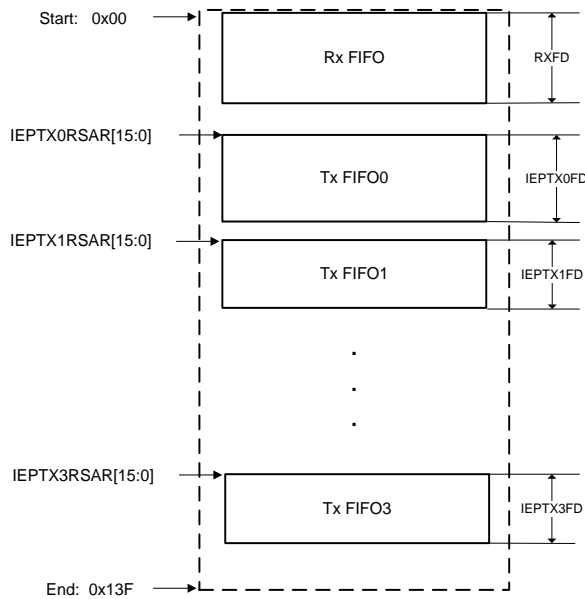 Start: 0x00
Rx FIFO
RXFD
IEPTX0RSAR[15:0]
Tx FIFO0
IEPTX0FD
IEPTX1RSAR[15:0]
Tx FIFO1
IEPTX1FD
.
.
.
IEPTX3RSAR[15:0]
Tx FIFO3
IEPTX3FD
End: 0x13F